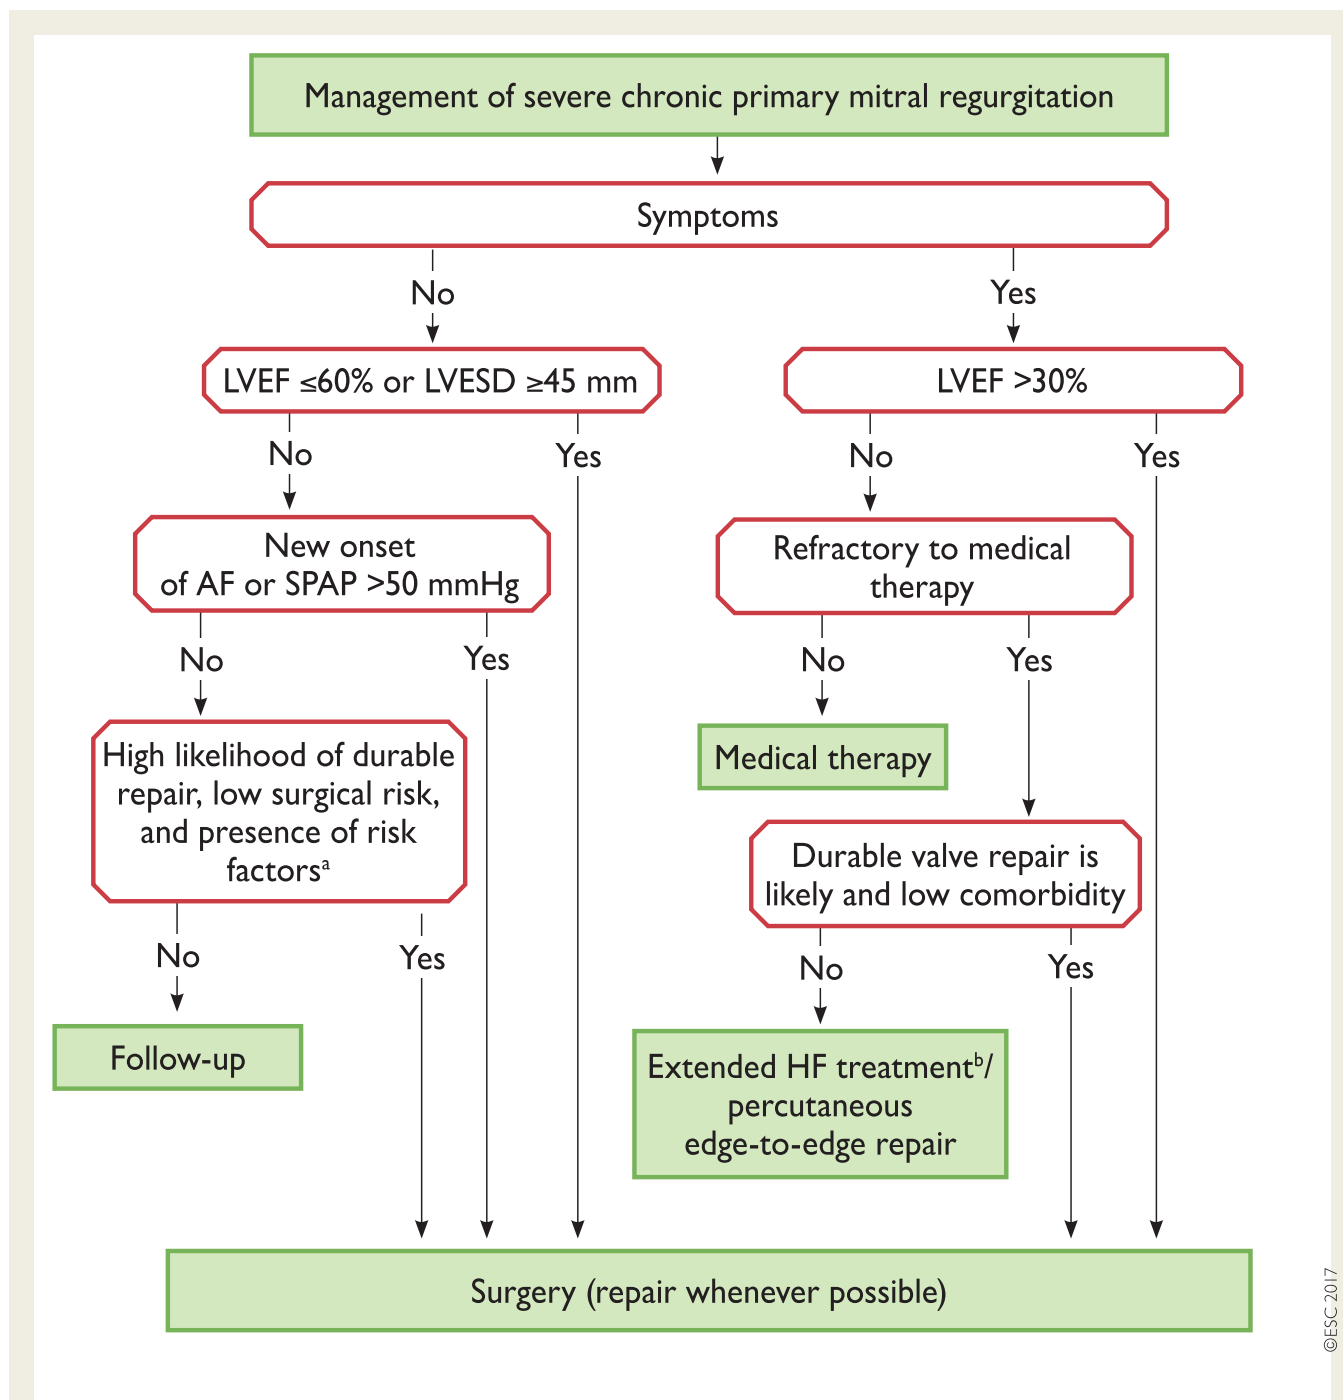 Management of severe chronic primary mitral regurgitation
Symptoms
No
Yes
LVEF ≤60% or LVESD ≥45 mm
LVEF >30%
No
Yes
No
Yes
New onset
of AF or SPAP >50 mmHg
Refractory to medical
therapy
No
Yes
No
Yes
High likelihood of durable
repair, low surgical risk,
and presence of risk
factorsᵃ
Medical therapy
Durable valve repair is
likely and low comorbidity
No
Yes
No
Yes
Follow-up
Extended HF treatmentᵇ/
percutaneous
edge-to-edge repair
Surgery (repair whenever possible)
©ESC 2017